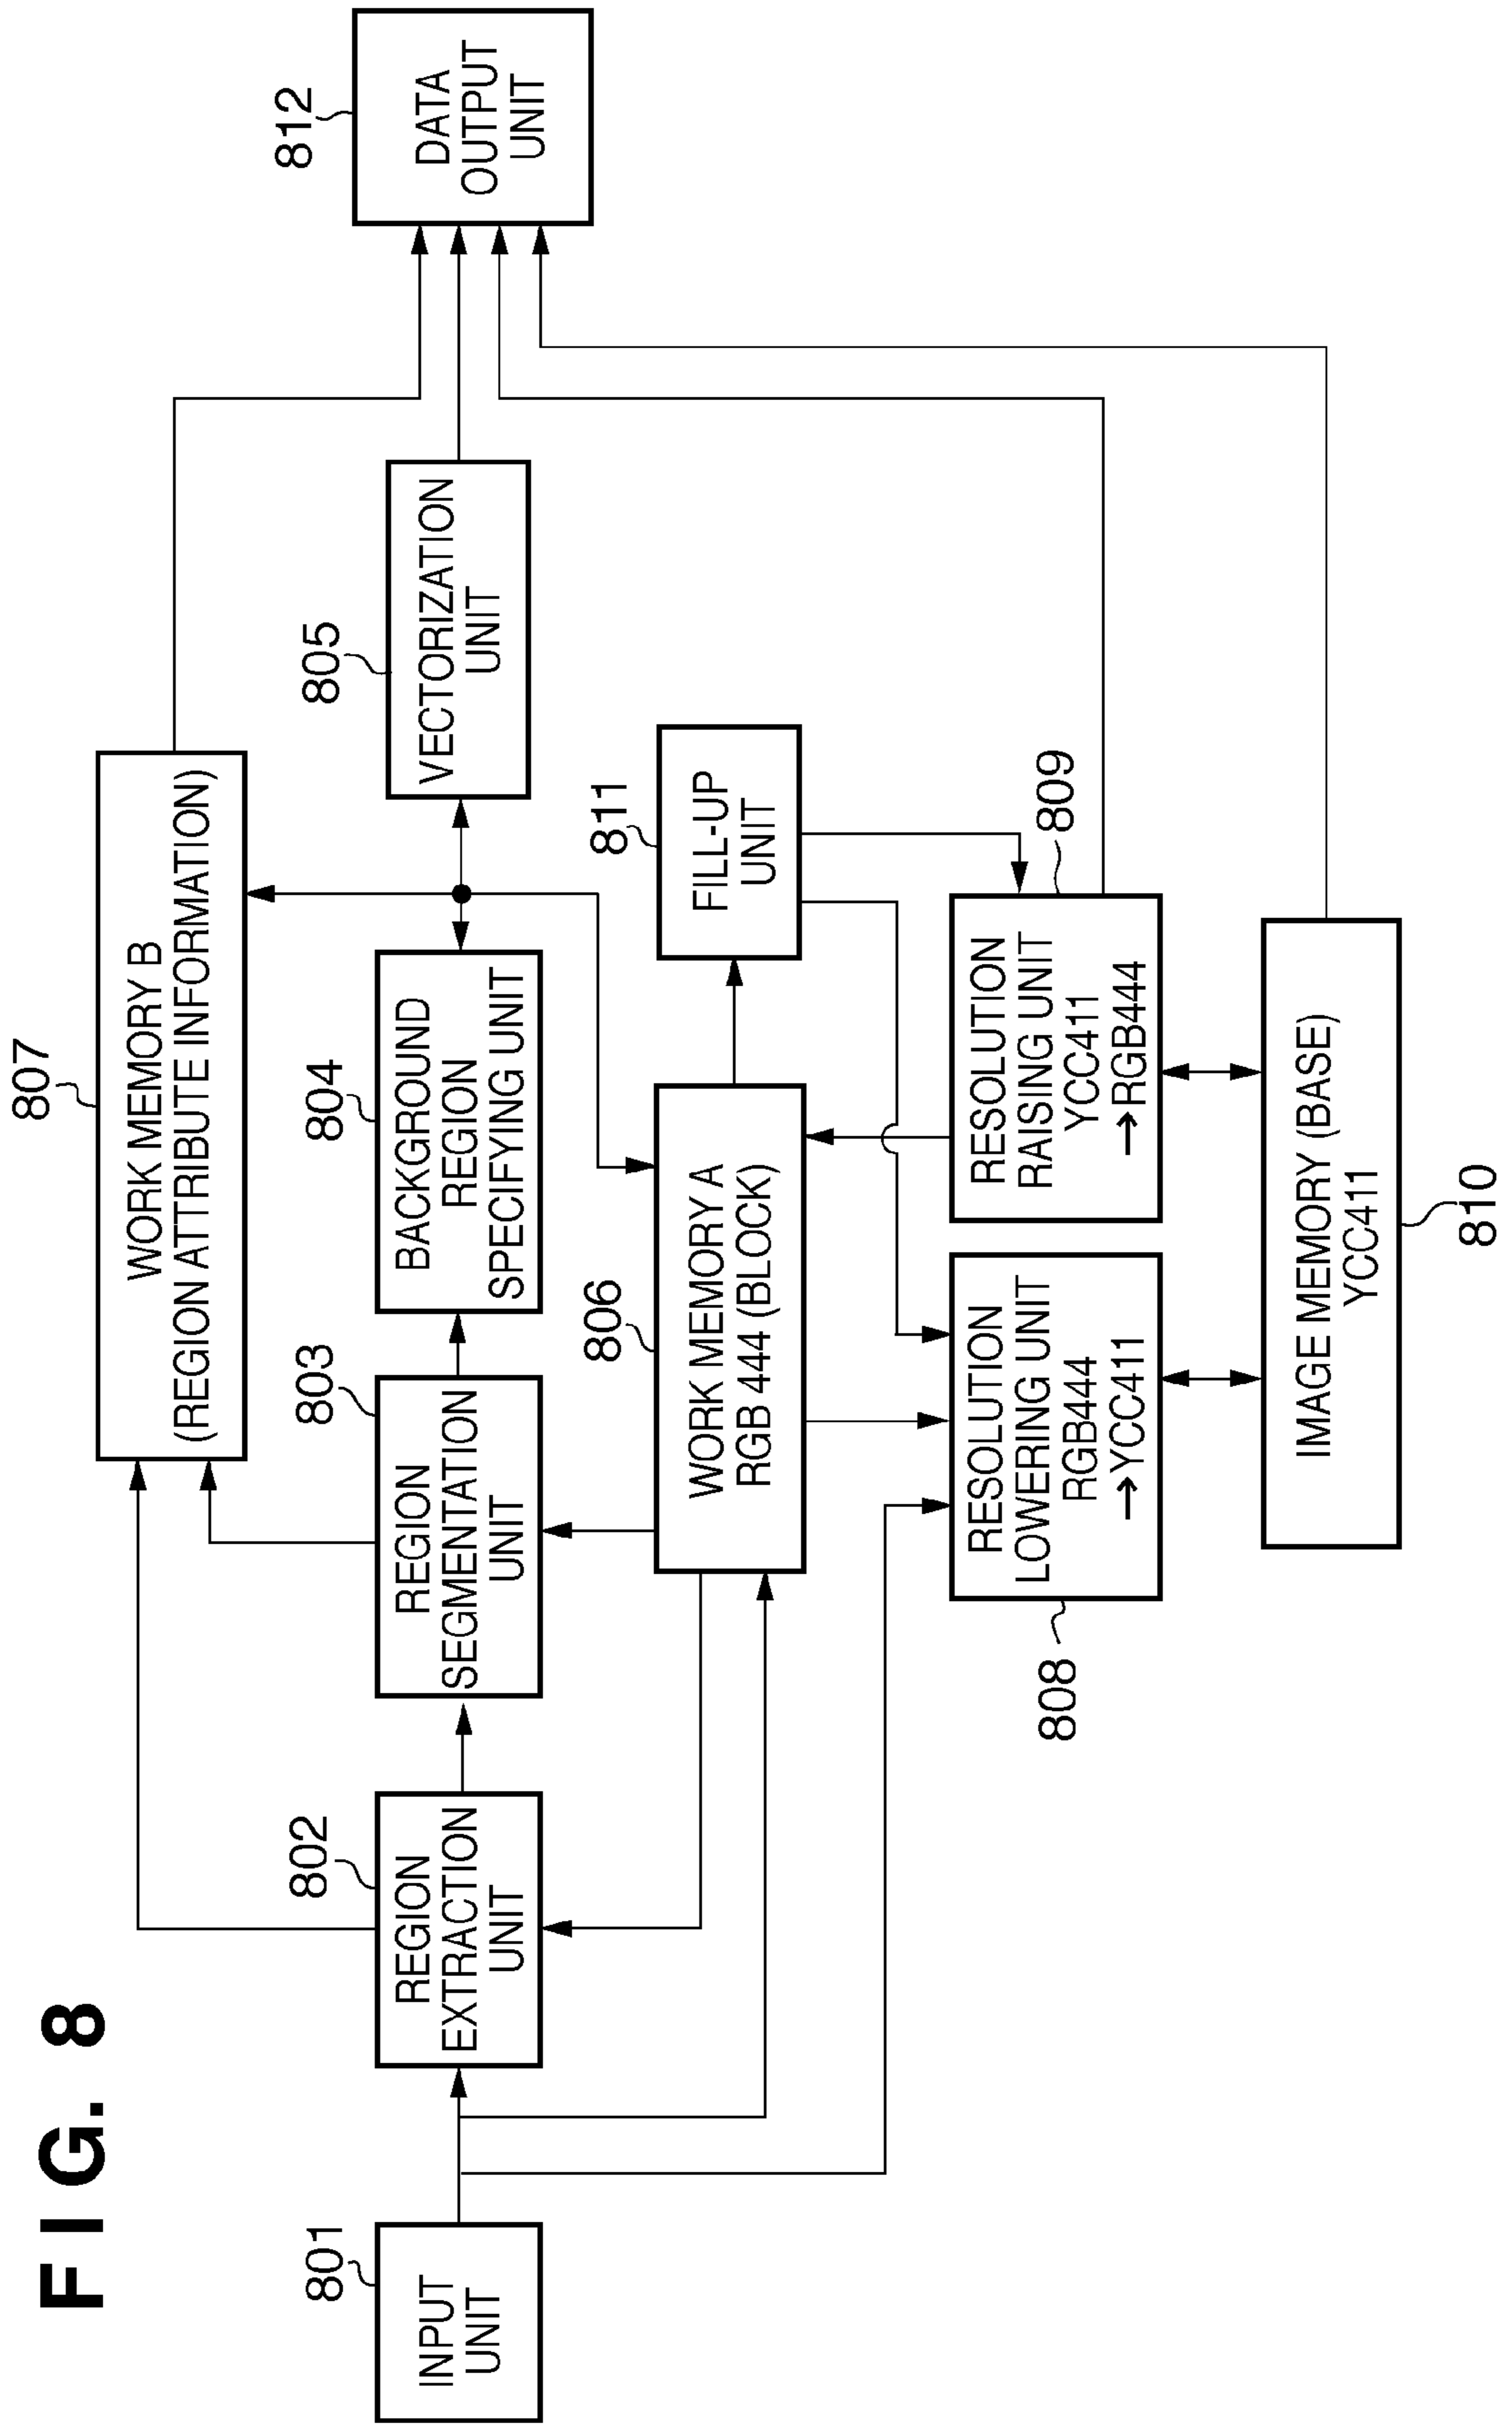 FIG. 8
807
WORK MEMORY B
(REGION ATTRIBUTE INFORMATION)
801
INPUT
UNIT
802
REGION
EXTRACTION
UNIT
803
REGION
SEGMENTATION
UNIT
804
BACKGROUND
REGION
SPECIFYING UNIT
805
VECTORIZATION
UNIT
812
DATA
OUTPUT
UNIT
806
WORK MEMORY A
RGB 444 (BLOCK)
811
FILL-UP
UNIT
808
RESOLUTION
LOWERING UNIT
RGB444
→YCC411
809
RESOLUTION
RAISING UNIT
YCC411
→RGB444
IMAGE MEMORY (BASE)
YCC411
810